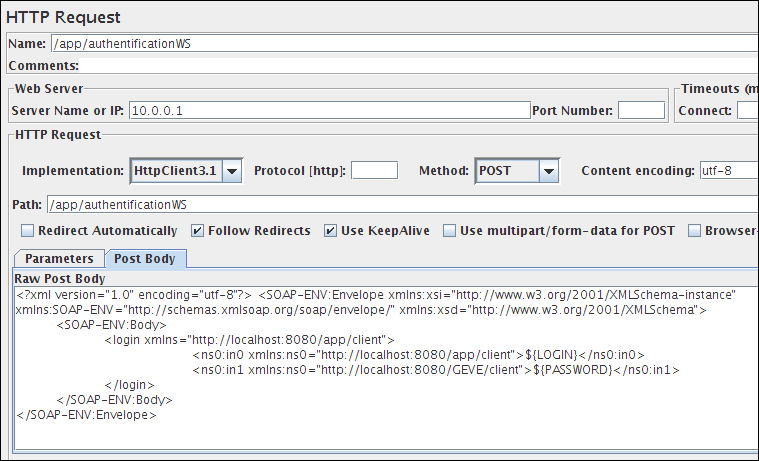 HTTP Request
Name: /app/authentificationWS
Comments:
Web Server
Timeouts (m
Server Name or IP: 10.0.0.1 Port Number: Connect:
HTTP Request
Implementation: HttpClient3.1 Protocol [http]: Method: POST Content encoding: utf-8
Path: /app/authentificationWS
Redirect Automatically Follow Redirects Use KeepAlive Use multipart/form-data for POST Browser-
Parameters Post Body
Raw Post Body
<?xml version="1.0" encoding="utf-8"?> <SOAP-ENV:Envelope xmlns:xsi="http://www.w3.org/2001/XMLSchema-instance"
xmlns:SOAP-ENV="http://schemas.xmlsoap.org/soap/envelope/" xmlns:xsd="http://www.w3.org/2001/XMLSchema">
<SOAP-ENV:Body>
<login xmlns="http://localhost:8080/app/client">
<ns0:in0 xmlns:ns0="http://localhost:8080/app/client">${LOGIN}</ns0:in0>
<ns0:in1 xmlns:ns0="http://localhost:8080/GEVE/client">${PASSWORD}</ns0:in1>
</login>
</SOAP-ENV:Body>
</SOAP-ENV:Envelope>